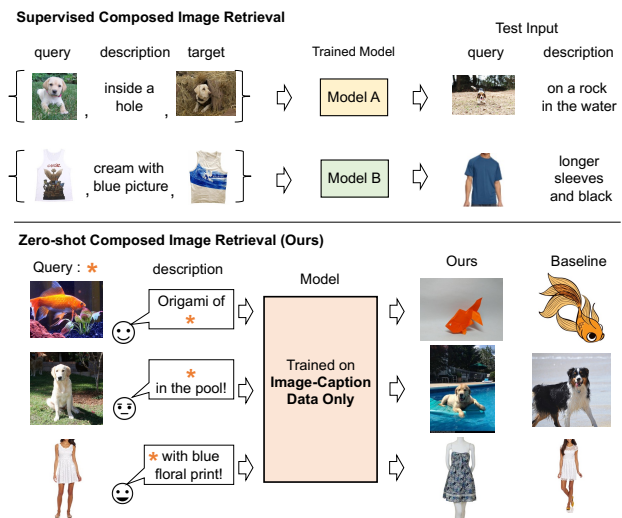 Supervised Composed Image Retrieval
Test Input
query description target Trained Model query description
inside a
hole
, ,
Model A
on a rock
in the water
cream with
blue picture
, ,
Model B
longer
sleeves
and black
Zero-shot Composed Image Retrieval (Ours)
Query : * description Model Ours Baseline
Origami of
*
*
in the pool!
Trained on
Image-Caption
Data Only
* with blue
floral print!